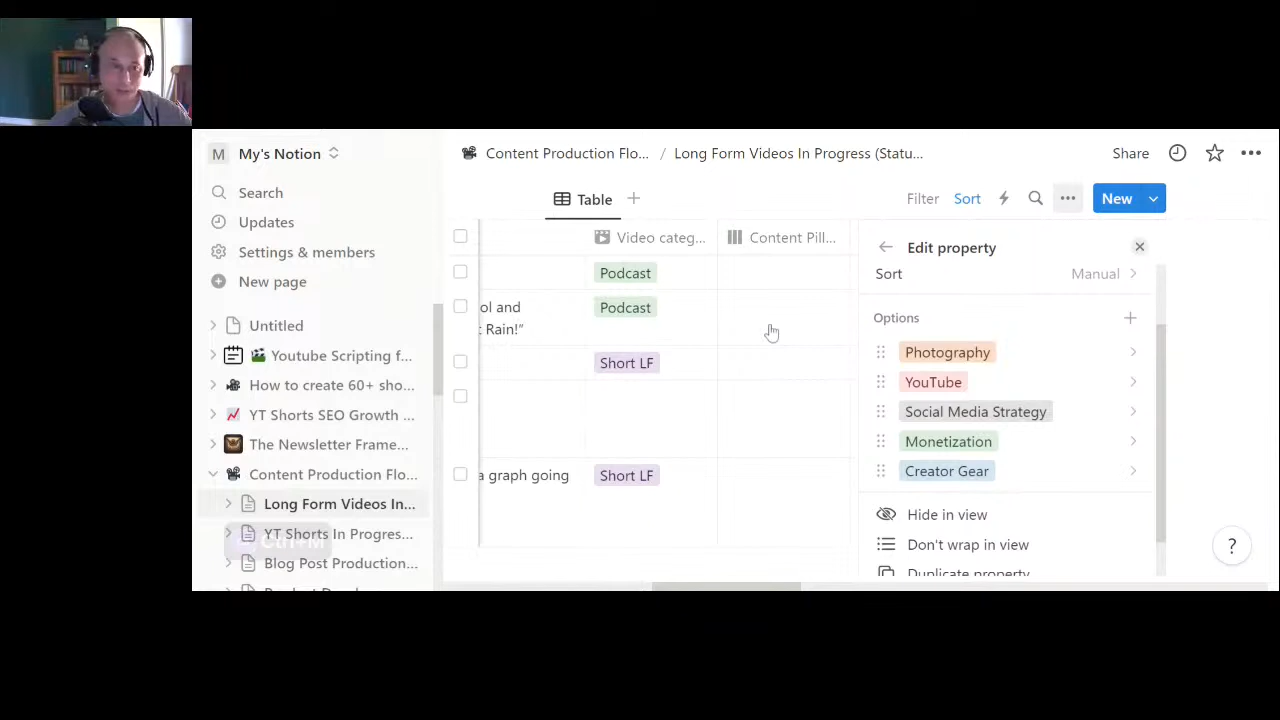 M My's Notion
Search
Updates
Settings & members
New page
Untitled
Youtube Scripting f...
How to create 60+ sho...
YT Shorts SEO Growth ...
The Newsletter Frame...
Content Production Flo...
Long Form Videos In...
YT Shorts In Progres...
Ctrl+M
Blog Post Production...
Content Production Flo... / Long Form Videos In Progress (Statu...
Share
Table
Filter
Sort
New
Video categ...
Content Pill...
Podcast
ol and
Podcast
t Rain!”
Short LF
a graph going
Short LF
Edit property
Sort
Manual
Options
Photography
YouTube
Social Media Strategy
Monetization
Creator Gear
Hide in view
Don't wrap in view
Duplicate property
?